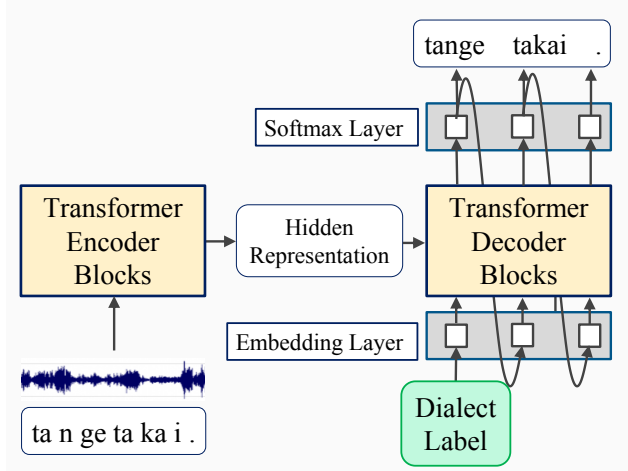 tange takai .
Softmax Layer
Transformer
Encoder
Blocks
Hidden
Representation
Transformer
Decoder
Blocks
Embedding Layer
Dialect
Label
ta n ge ta ka i .